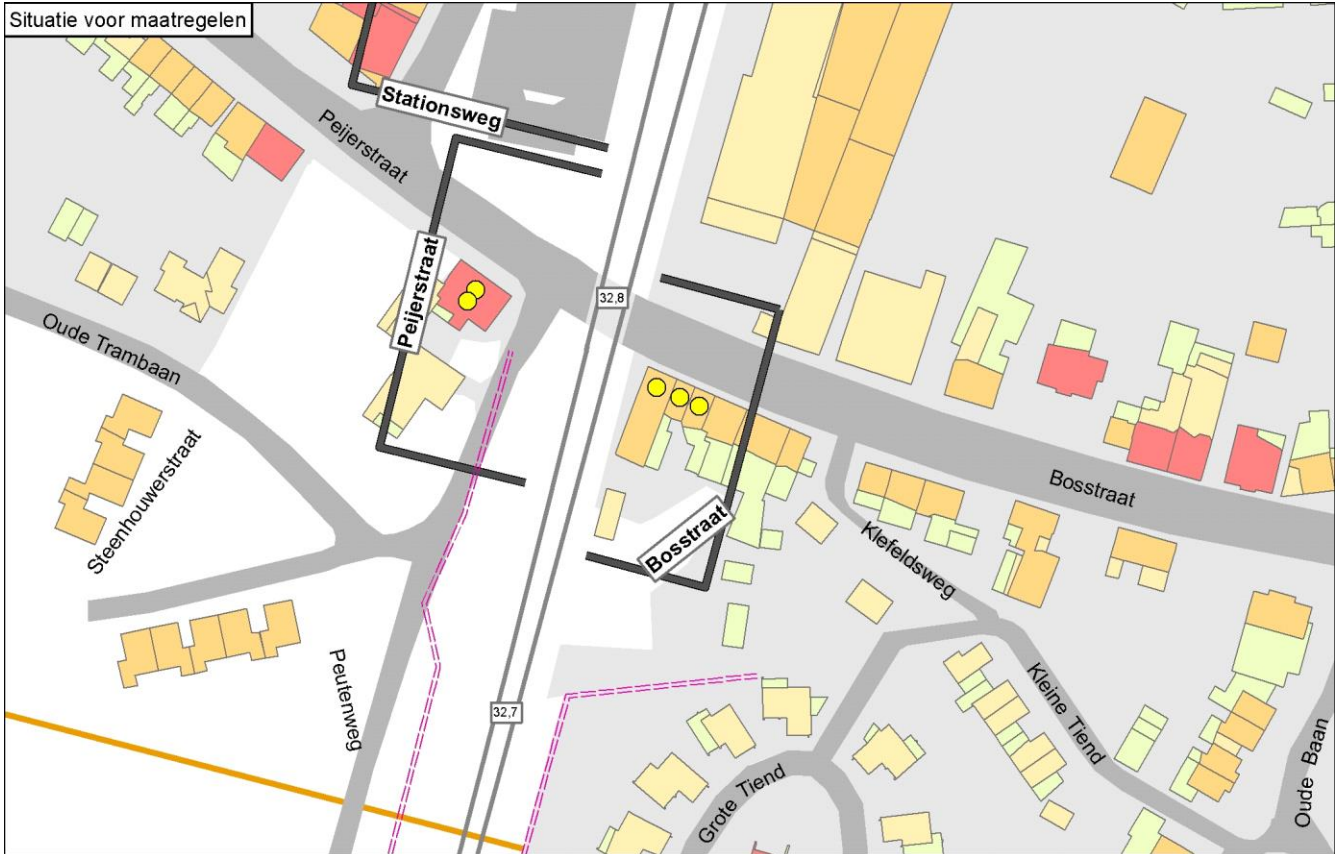 Situatie voor maatregelen
Stationsweg
Peijerstraat
Peijerstraat
32,8
Oude Trambaan
Steenhouwerstraat
Bosstraat
Bosstraat
Klefeldsweg
Peutenweg
32,7
Kleine Tiend
Grote Tiend
Oude Baan